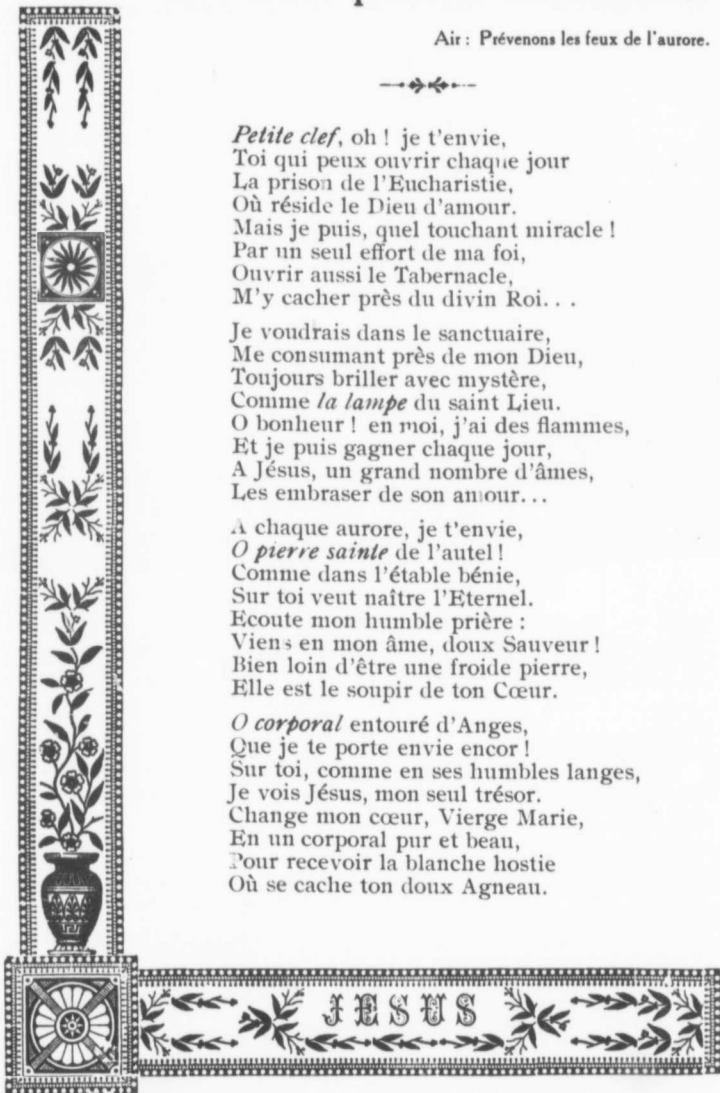 Air : Prévenons les feux de l'aurore.
Petite clef, oh ! je t'envie,
Toi qui peux ouvrir chaque jour
La prison de l'Eucharistie,
Où réside le Dieu d'amour.
Mais je puis, quel touchant miracle !
Par un seul effort de ma foi,
Ouvrir aussi le Tabernacle,
M'y cacher près du divin Roi. . .
Je voudrais dans le sanctuaire,
Me consumant près de mon Dieu,
Toujours briller avec mystère,
Comme la lampe du saint Lieu.
O bonheur ! en moi, j'ai des flammes,
Et je puis gagner chaque jour,
A Jésus, un grand nombre d'âmes,
Les embraser de son amour...
A chaque aurore, je t'envie,
O pierre sainte de l'autel !
Comme dans l'étable bénie,
Sur toi veut naître l'Eternel.
Ecoute mon humble prière :
Viens en mon âme, doux Sauveur !
Bien loin d'être une froide pierre,
Elle est le soupir de ton Cœur.
O corporal entouré d'Anges,
Que je te porte envie encor !
Sur toi, comme en ses humbles langes,
Je vois Jésus, mon seul trésor.
Change mon cœur, Vierge Marie,
En un corporal pur et beau,
Pour recevoir la blanche hostie
Où se cache ton doux Agneau.
JESUS